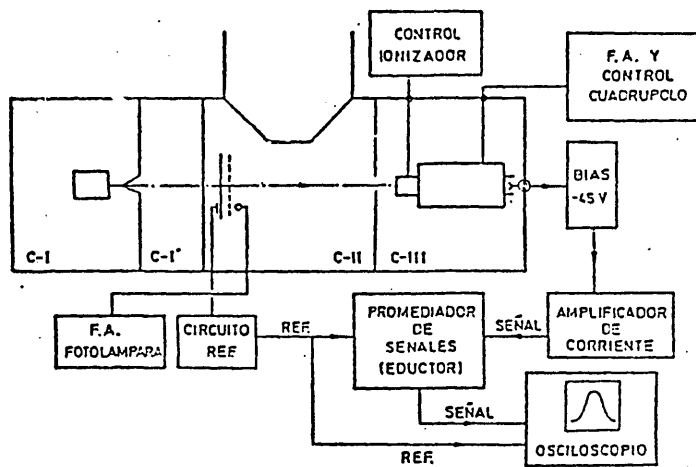 CONTROL
IONIZADOR
F.A. Y
CONTROL
CUADRUPOLO
BIAS
-45 V
C-I
C-I'
C-II
C-III
F.A.
FOTOLAMPARA
CIRCUITO
REF.
REF.
PROMEDIADOR
DE
SEÑALES
(EDUCTOR)
SEÑAL
AMPLIFICADOR
DE
CORRIENTE
SEÑAL
REF.
OSCILOSCOPIO